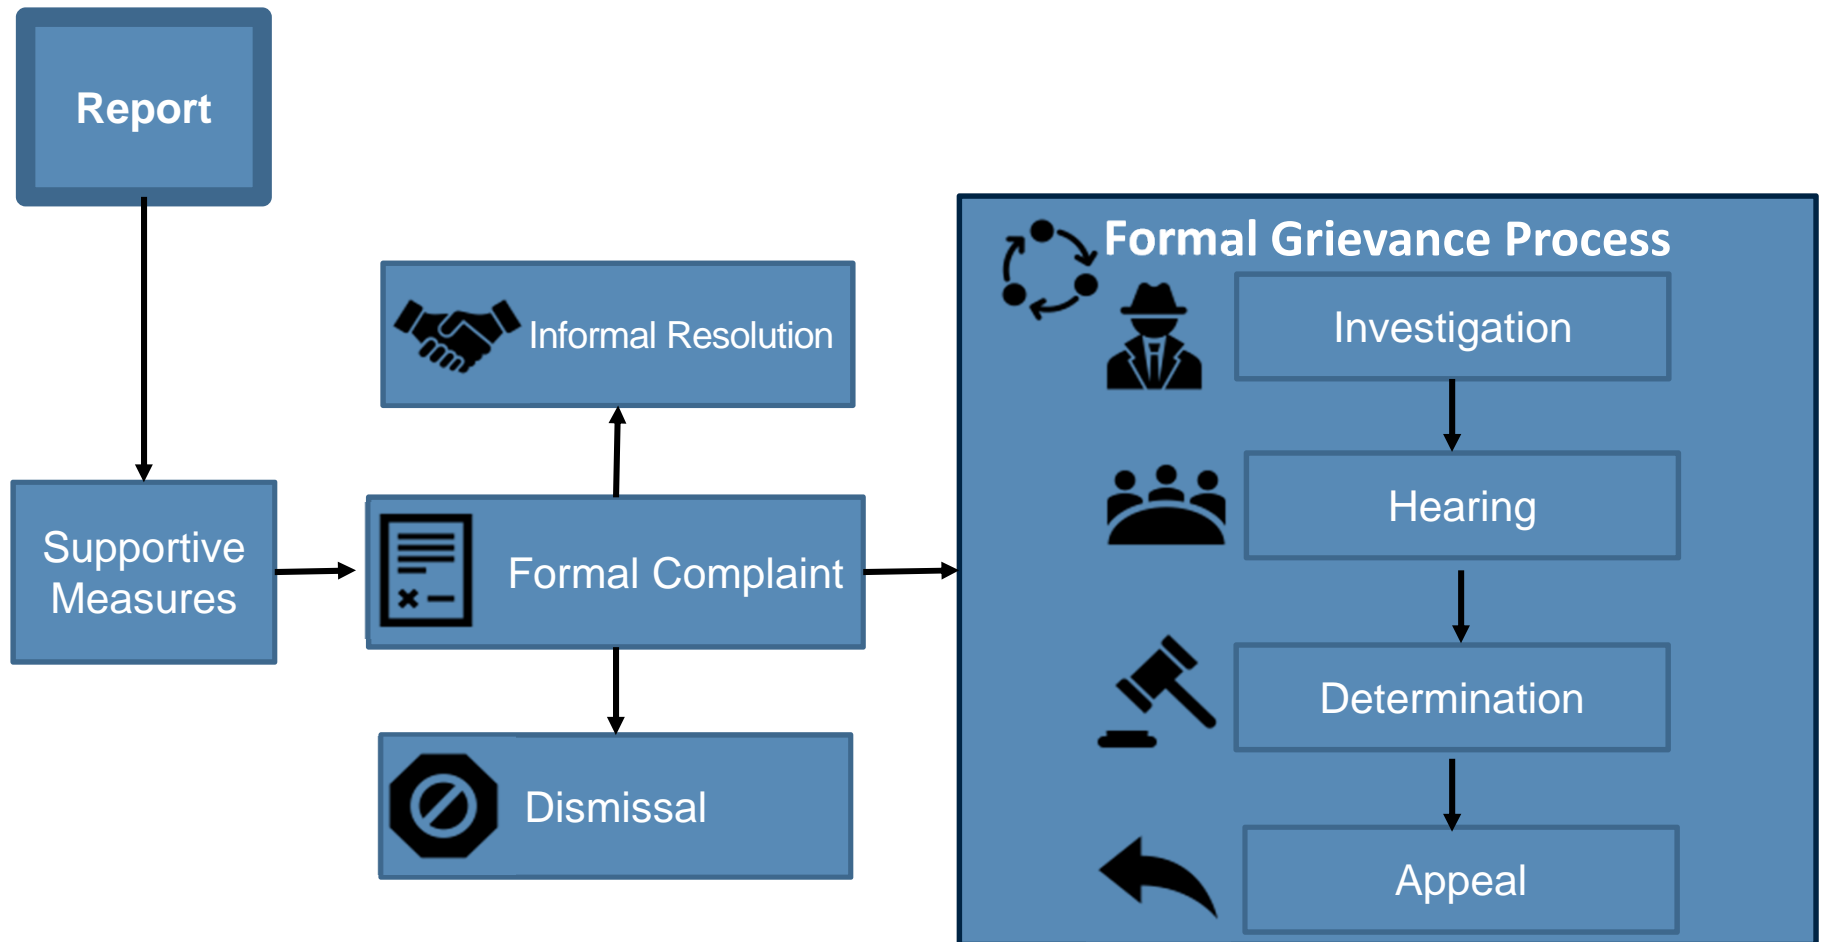 Report
Supportive
Measures
Informal Resolution
Formal Complaint
Dismissal
Formal Grievance Process
Investigation
Hearing
Determination
Appeal